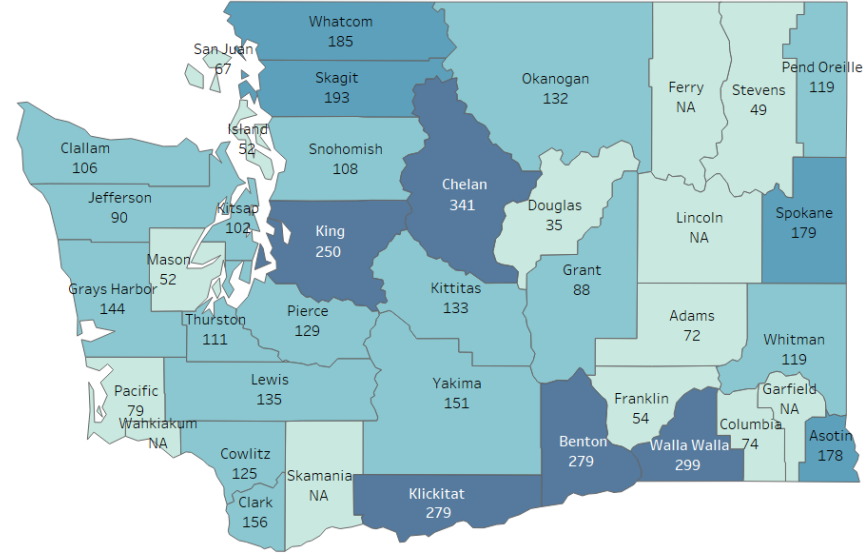 Whatcom
185
San Juan
67
Skagit
193
Okanogan
132
Ferry
NA
Stevens
49
Pend Oreille
119
Island
52
Clallam
106
Snohomish
108
Chelan
341
Jefferson
90
Kitsap
102
King
250
Douglas
35
Lincoln
NA
Spokane
179
Mason
52
Grays Harbor
144
Kittitas
133
Grant
88
Thurston
111
Pierce
129
Adams
72
Whitman
119
Pacific
79
Lewis
135
Yakima
151
Franklin
54
Garfield
NA
Wahkiakum
NA
Columbia
74
Asotin
178
Benton
279
Walla Walla
299
Cowlitz
125
Skamania
NA
Klickitat
279
Clark
156